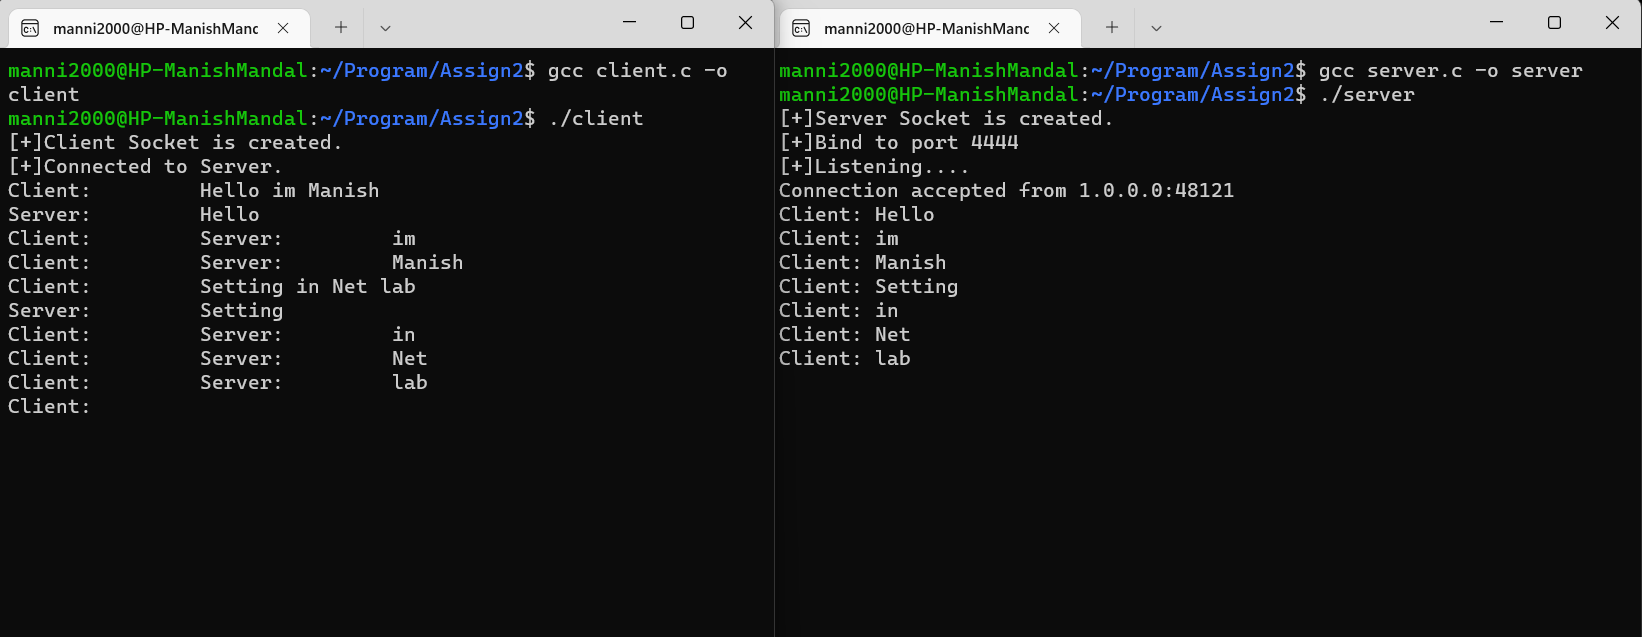 manni2000@HP-ManishManc
manni2000@HP-ManishMandal:~/Program/Assign2$ gcc client.c -o
client
manni2000@HP-ManishMandal:~/Program/Assign2$ ./client
[+]Client Socket is created.
[+]Connected to Server.
Client: Hello im Manish
Server: Hello
Client: Server: im
Client: Server: Manish
Client: Setting in Net lab
Server: Setting
Client: Server: in
Client: Server: Net
Client: Server: lab
Client:
manni2000@HP-ManishManc
manni2000@HP-ManishMandal:~/Program/Assign2$ gcc server.c -o server
manni2000@HP-ManishMandal:~/Program/Assign2$ ./server
[+]Server Socket is created.
[+]Bind to port 4444
[+]Listening....
Connection accepted from 1.0.0.0:48121
Client: Hello
Client: im
Client: Manish
Client: Setting
Client: in
Client: Net
Client: lab